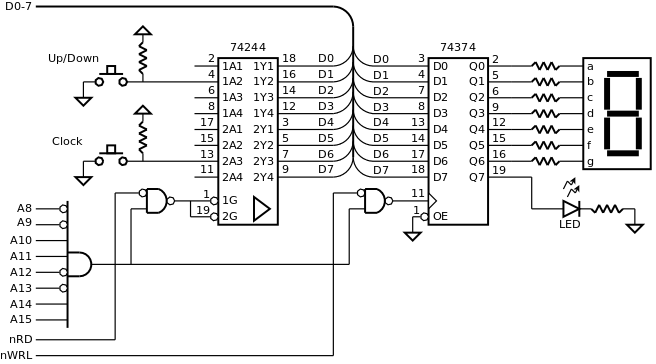 D0-7
74244 74374
Up/Down
2 1A1 1Y1 18 D0 D0 3 D0 Q0 2 a
4 1A2 1Y2 16 D1 D1 4 D1 Q1 5 b
6 1A3 1Y3 14 D2 D2 7 D2 Q2 6 c
8 1A4 1Y4 12 D3 D3 8 D3 Q3 9 d
17 2A1 2Y1 3 D4 D4 13 D4 Q4 12 e
Clock
15 2A2 2Y2 5 D5 D5 14 D5 Q5 15 f
13 2A3 2Y3 7 D6 D6 17 D6 Q6 16 g
11 2A4 2Y4 9 D7 D7 18 D7 Q7 19
1 1G 11
19 2G 1 OE
LED
A8
A9
A10
A11
A12
A13
A14
A15
nRD
nWRL